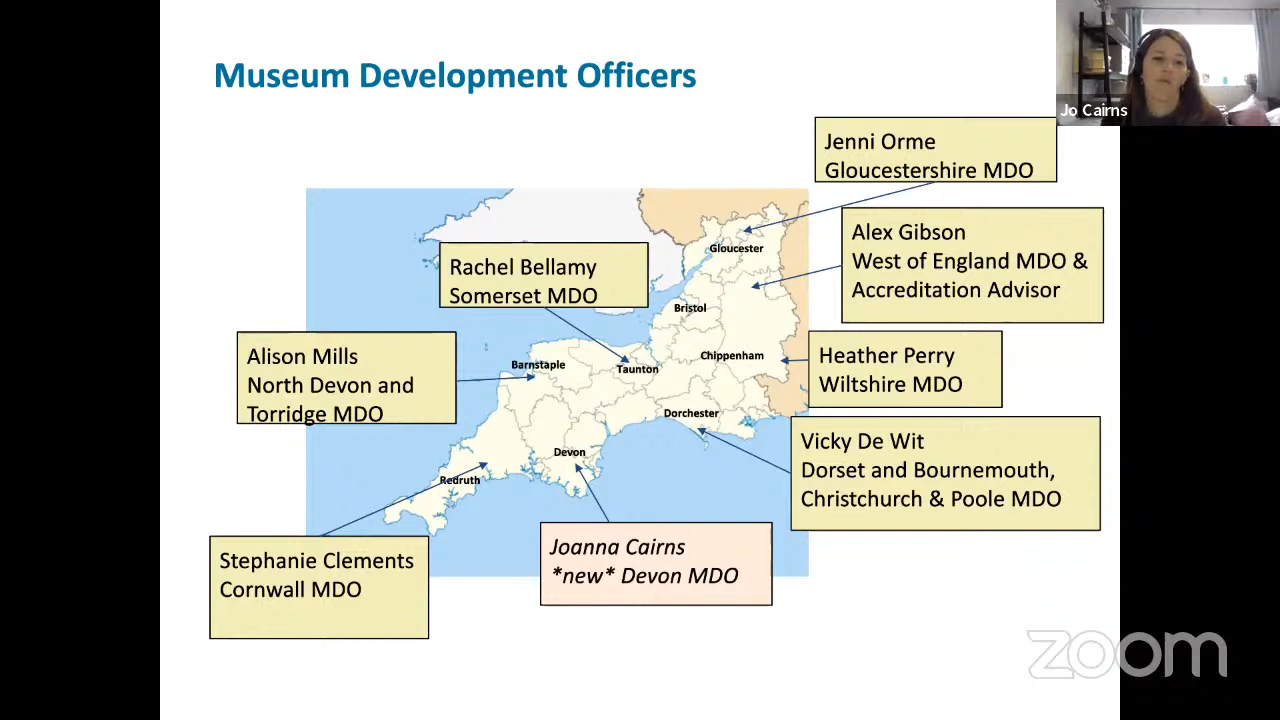 Museum Development Officers
Jo Cairns
Jenni Orme
Gloucestershire MDO
Alex Gibson
West of England MDO &
Accreditation Advisor
Gloucester
Rachel Bellamy
Somerset MDO
Bristol
Alison Mills
North Devon and
Torridge MDO
Barnstaple
Taunton
Chippenham
Heather Perry
Wiltshire MDO
Dorchester
Vicky De Wit
Dorset and Bournemouth,
Christchurch & Poole MDO
Devon
Redruth
Stephanie Clements
Cornwall MDO
Joanna Cairns
*new* Devon MDO
zoom